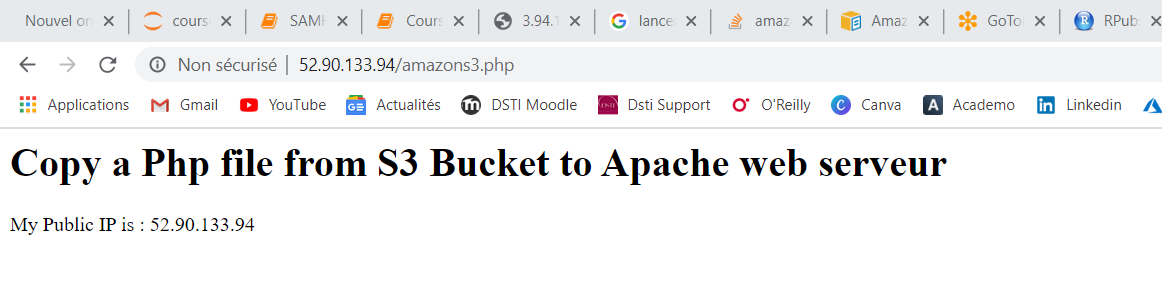 Nouvel on
cours
SAMH
Cours
3.94.1
lance
amazo
Amaz
GoTo
RPub
Non sécurisé | 52.90.133.94/amazons3.php
Applications
Gmail
YouTube
Actualités
DSTI Moodle
Dsti Support
O'Reilly
Canva
Academo
Linkedin
Copy a Php file from S3 Bucket to Apache web serveur
My Public IP is : 52.90.133.94